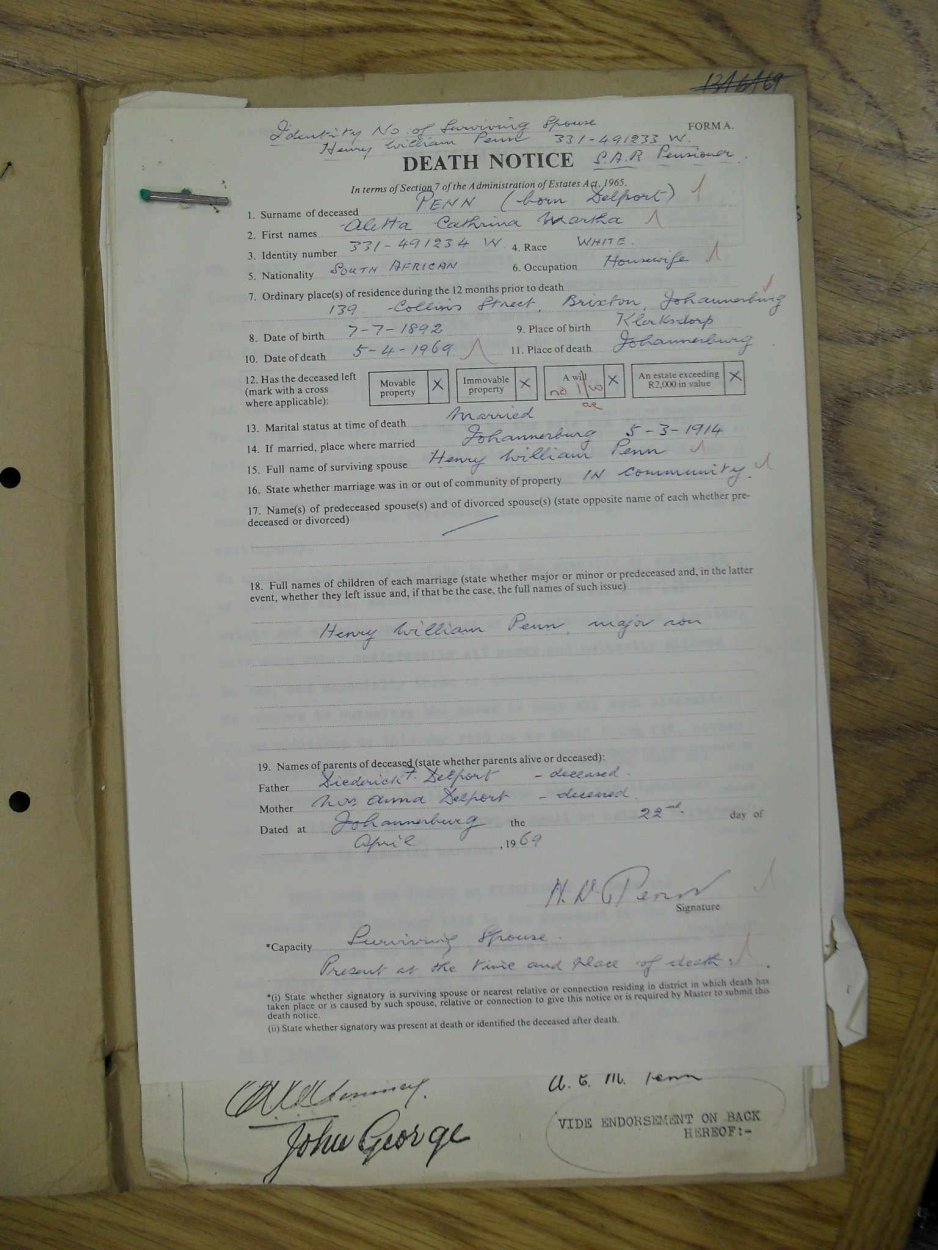 13161/69
Identity No. of Surviving Spouse
FORM A.
Henry William Penn 331-491233 W.
DEATH NOTICE S.A.R Pensioner.
In terms of Section 7 of the Administration of Estates Act, 1965.
1. Surname of deceased PENN (born Delport)
2. First names Aletta Cathrina Martha
3. Identity number 331-491234 W 4. Race WHITE.
5. Nationality SOUTH AFRICAN 6. Occupation Housewife
7. Ordinary place(s) of residence during the 12 months prior to death
139 Collins Street, Brixton, Johannesburg
8. Date of birth 7-7-1892 9. Place of birth Klerksdorp
10. Date of death 5-4-1969 11. Place of death Johannesburg
12. Has the deceased left (mark with a cross where applicable): Movable property X Immovable property X A will X An estate exceeding R2,000 in value X
13. Marital status at time of death Married
14. If married, place where married Johannesburg 5-3-1914
15. Full name of surviving spouse Henry William Penn
16. State whether marriage was in or out of community of property IN Community.
17. Name(s) of predeceased spouse(s) and of divorced spouse(s) (state opposite name of each whether pre-
deceased or divorced)
18. Full names of children of each marriage (state whether major or minor or predeceased and, in the latter
event, whether they left issue and, if that be the case, the full names of such issue)
Henry William Penn, major son
19. Names of parents of deceased (state whether parents alive or deceased):
Father Diederich Delport - deceased.
Mother Mrs Anna Delport - deceased.
Dated at Johannesburg the 22nd. day of
April, 1969
H. W. Penn
Signature
*Capacity Surviving Spouse.
Present at the time and place of death.
*(i) State whether signatory is surviving spouse or nearest relative or connection residing in district in which death has
taken place or is caused by such spouse, relative or connection to give this notice or is required by Master to submit this
death notice.
(ii) State whether signatory was present at death or identified the deceased after death.
A. C. M. Penn
John George
VIDE ENDORSEMENT ON BACK
HEREOF:-